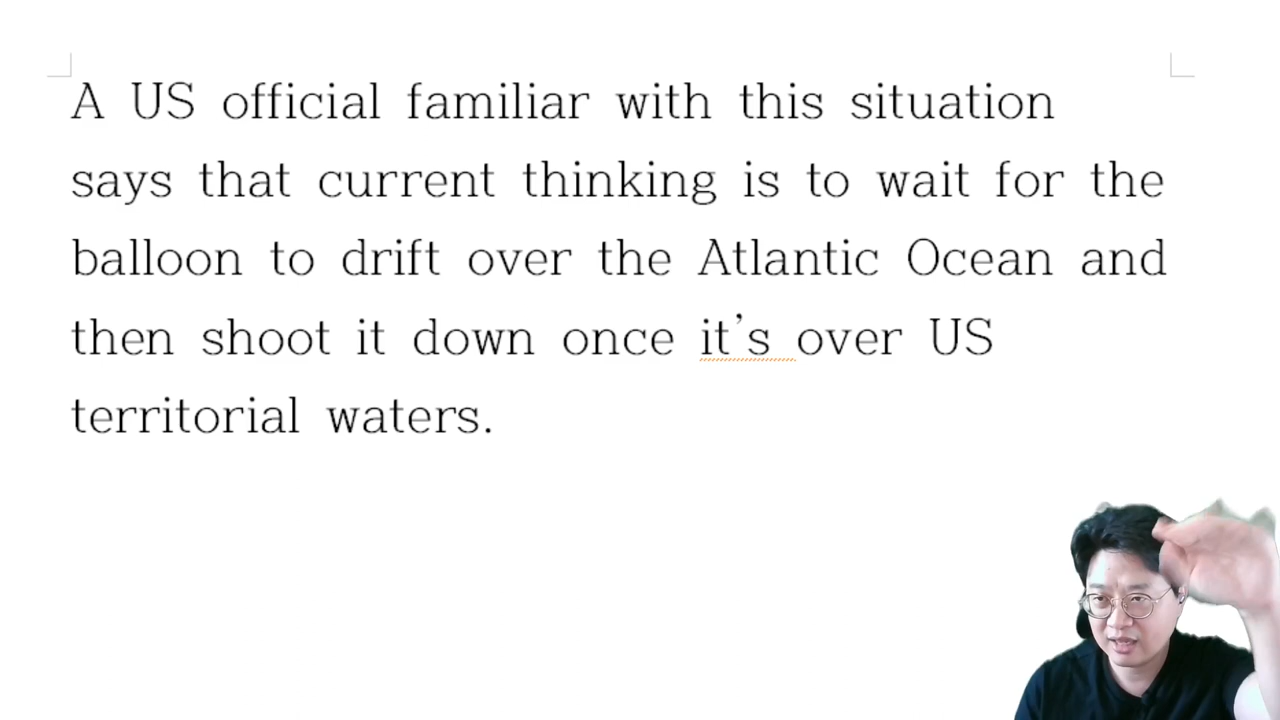 A US official familiar with this situation
says that current thinking is to wait for the
balloon to drift over the Atlantic Ocean and
then shoot it down once it’s over US
territorial waters.